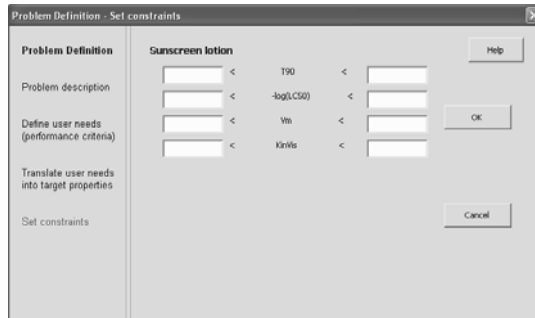 Problem Definition - Set constraints
Problem Definition
Problem description
Define user needs
(performance criteria)
Translate user needs
into target properties
Set constraints
Sunscreen lotion
< T90 <
< -log(LC50) <
< Vm <
< KinVis <
Help
OK
Cancel